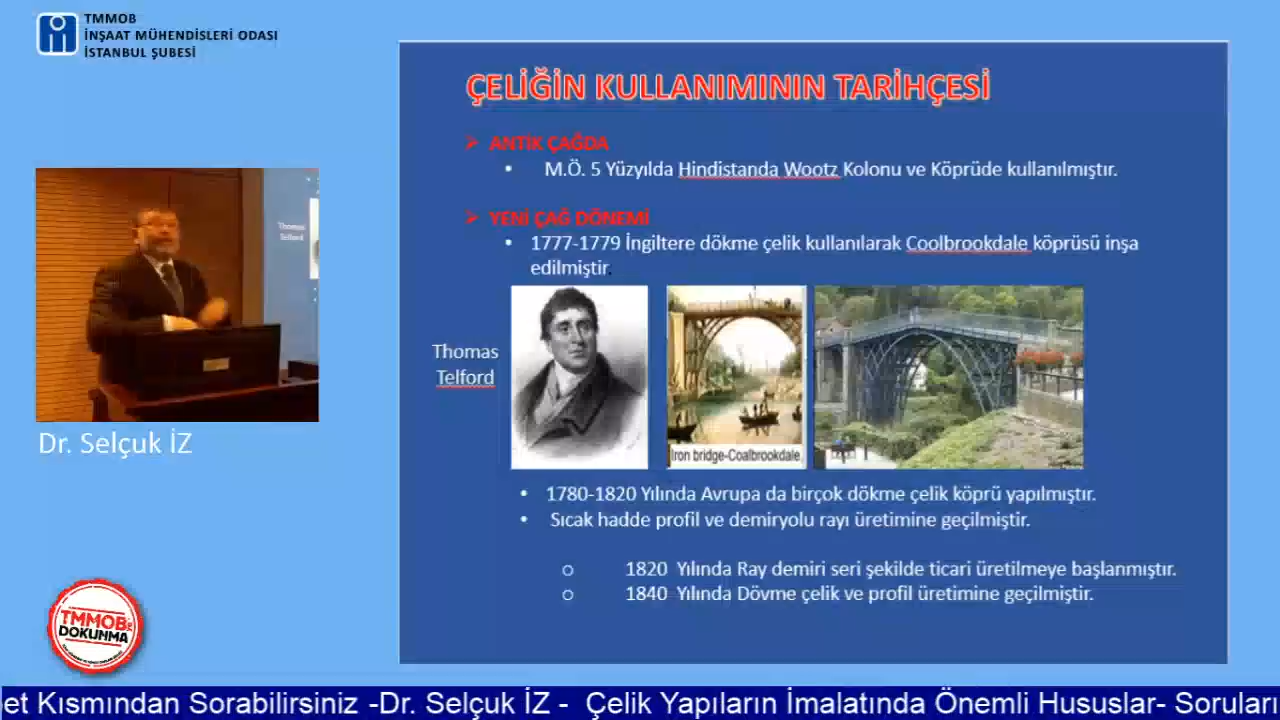 TMMOB
İNŞAAT MÜHENDİSLERİ ODASI
İSTANBUL ŞUBESİ
ÇELİĞİN KULLANIMININ TARİHÇESİ
ANTİK ÇAĞDA
M.Ö. 5 Yüzyılda Hindistanda Wootz Kolonu ve Köprüde kullanılmıştır.
YENİ ÇAĞ DÖNEMİ
1777-1779 İngiltere dökme çelik kullanılarak Coolbrookdale köprüsü inşa
edilmiştir.
Thomas
Telford
Thomas
Telford
Iron bridge-Coalbrookdale
Dr. Selçuk İZ
1780-1820 Yılında Avrupa da birçok dökme çelik köprü yapılmıştır.
Sıcak hadde profil ve demiryolu rayı üretimine geçilmiştir.
1820 Yılında Ray demiri seri şekilde ticari üretilmeye başlanmıştır.
1840 Yılında Dövme çelik ve profil üretimine geçilmiştir.
TMMOB
DOKUNMA
et Kısmından Sorabilirsiniz -Dr. Selçuk İZ - Çelik Yapıların İmalatında Önemli Hususlar- Soruları